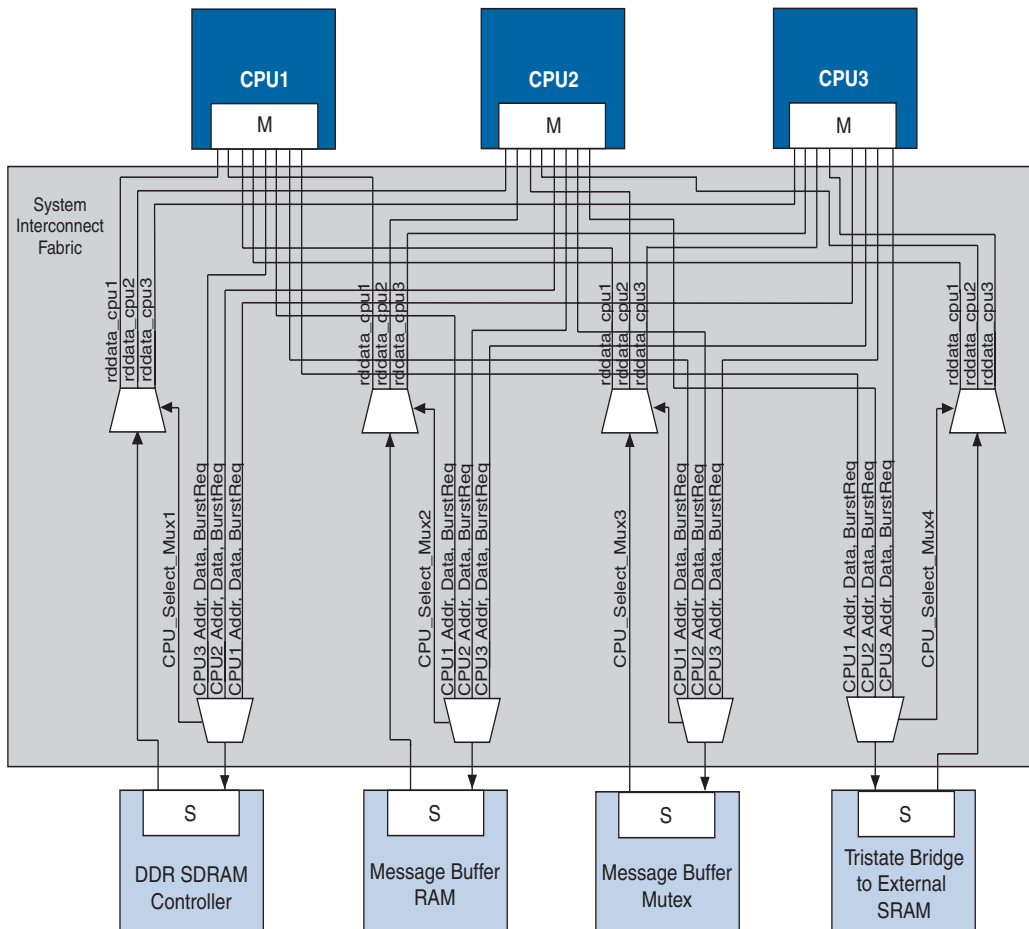 CPU1
CPU2
CPU3
M
M
M
System
Interconnect
Fabric
rddata_cpu1
rddata_cpu2
rddata_cpu3
rddata_cpu1
rddata_cpu2
rddata_cpu3
rddata_cpu1
rddata_cpu2
rddata_cpu3
rddata_cpu1
rddata_cpu2
rddata_cpu3
CPU_Select_Mux1
CPU3 Addr, Data, BurstReq
CPU2 Addr, Data, BurstReq
CPU1 Addr, Data, BurstReq
CPU_Select_Mux2
CPU1 Addr, Data, BurstReq
CPU2 Addr, Data, BurstReq
CPU3 Addr, Data, BurstReq
CPU_Select_Mux3
CPU1 Addr, Data, BurstReq
CPU2 Addr, Data, BurstReq
CPU3 Addr, Data, BurstReq
CPU1 Addr, Data, BurstReq
CPU2 Addr, Data, BurstReq
CPU3 Addr, Data, BurstReq
CPU_Select_Mux4
S
S
S
S
DDR SDRAM
Controller
Message Buffer
RAM
Message Buffer
Mutex
Tristate Bridge
to External
SRAM